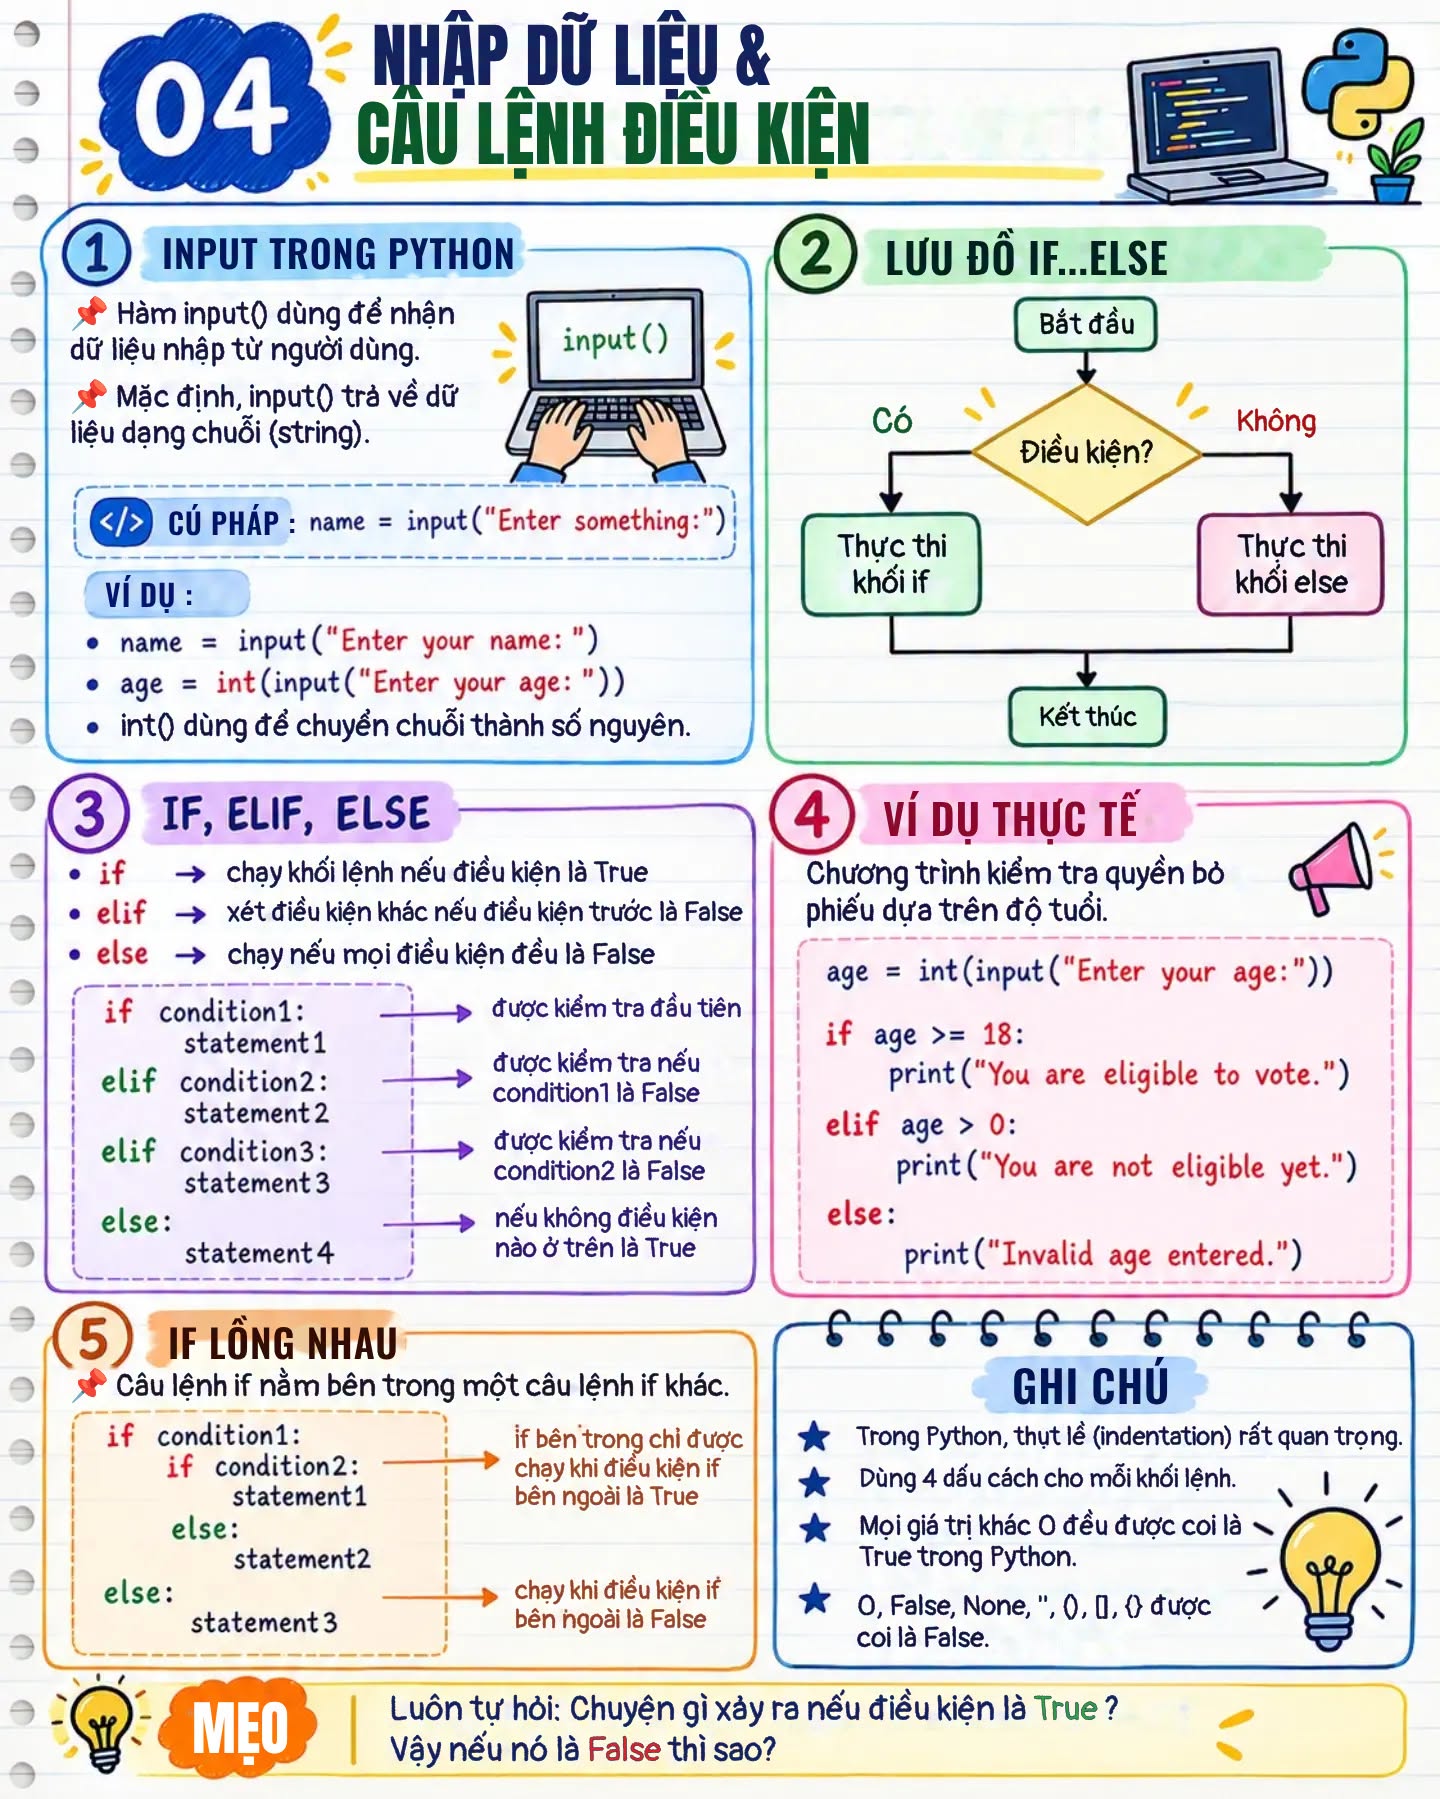 04
NHẬP DỮ LIỆU &
CÂU LỆNH ĐIỀU KIỆN
1 INPUT TRONG PYTHON
📌 Hàm input() dùng để nhận
dữ liệu nhập từ người dùng.
📌 Mặc định, input() trả về dữ
liệu dạng chuỗi (string).
input()
</> CÚ PHÁP : name = input("Enter something:")
VÍ DỤ :
• name = input("Enter your name: ")
• age = int(input("Enter your age: "))
• int() dùng để chuyển chuỗi thành số nguyên.
2 LƯU ĐỒ IF...ELSE
Bắt đầu
Có
Điều kiện?
Không
Thực thi
khối if
Thực thi
khối else
Kết thúc
3 IF, ELIF, ELSE
• if → chạy khối lệnh nếu điều kiện là True
• elif → xét điều kiện khác nếu điều kiện trước là False
• else → chạy nếu mọi điều kiện đều là False
if condition1:
statement1
elif condition2:
statement2
elif condition3:
statement3
else:
statement4
được kiểm tra đầu tiên
được kiểm tra nếu
condition1 là False
được kiểm tra nếu
condition2 là False
nếu không điều kiện
nào ở trên là True
4 VÍ DỤ THỰC TẾ
Chương trình kiểm tra quyền bỏ
phiếu dựa trên độ tuổi.
age = int(input("Enter your age:"))
if age >= 18:
print("You are eligible to vote.")
elif age > 0:
print("You are not eligible yet.")
else:
print("Invalid age entered.")
5 IF LỒNG NHAU
📌 Câu lệnh if nằm bên trong một câu lệnh if khác.
if condition1:
if condition2:
statement1
else:
statement2
else:
statement3
if bên trong chỉ được
chạy khi điều kiện if
bên ngoài là True
chạy khi điều kiện if
bên ngoài là False
GHI CHÚ
★ Trong Python, thụt lề (indentation) rất quan trọng.
★ Dùng 4 dấu cách cho mỗi khối lệnh.
★ Mọi giá trị khác 0 đều được coi là
True trong Python.
★ 0, False, None, '', (), [], {} được
coi là False.
MẸO
Luôn tự hỏi: Chuyện gì xảy ra nếu điều kiện là True ?
Vậy nếu nó là False thì sao?